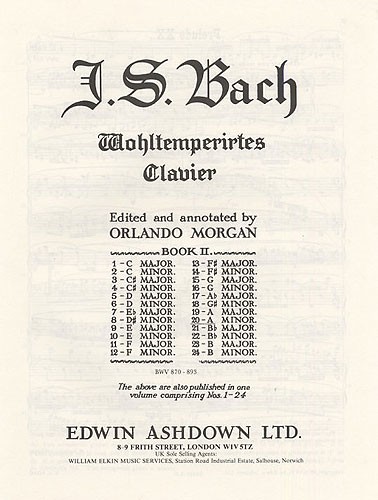 J.S. Bach
Wohltemperirtes
Clavier
Edited and annotated by
ORLANDO MORGAN
BOOK II.
1 - C MAJOR. 13 - F♯ MAJOR.
2 - C MINOR. 14 - F♯ MINOR.
3 - C♯ MAJOR. 15 - G MAJOR.
4 - C♯ MINOR. 16 - G MINOR.
5 - D MAJOR. 17 - A♭ MAJOR.
6 - D MINOR. 18 - G♯ MINOR.
7 - E♭ MAJOR. 19 - A MAJOR.
8 - D♯ MINOR. 20 - A MINOR.
9 - E MAJOR. 21 - B♭ MAJOR.
10 - E MINOR. 22 - B♭ MINOR.
11 - F MAJOR. 23 - B MAJOR.
12 - F MINOR. 24 - B MINOR.
BWV 870 - 893
The above are also published in one
volume comprising Nos. 1-24
EDWIN ASHDOWN LTD.
8-9 FRITH STREET, LONDON W1V 5TZ
UK Sole Selling Agents:
WILLIAM ELKIN MUSIC SERVICES, Station Road Industrial Estate, Salhouse, Norwich